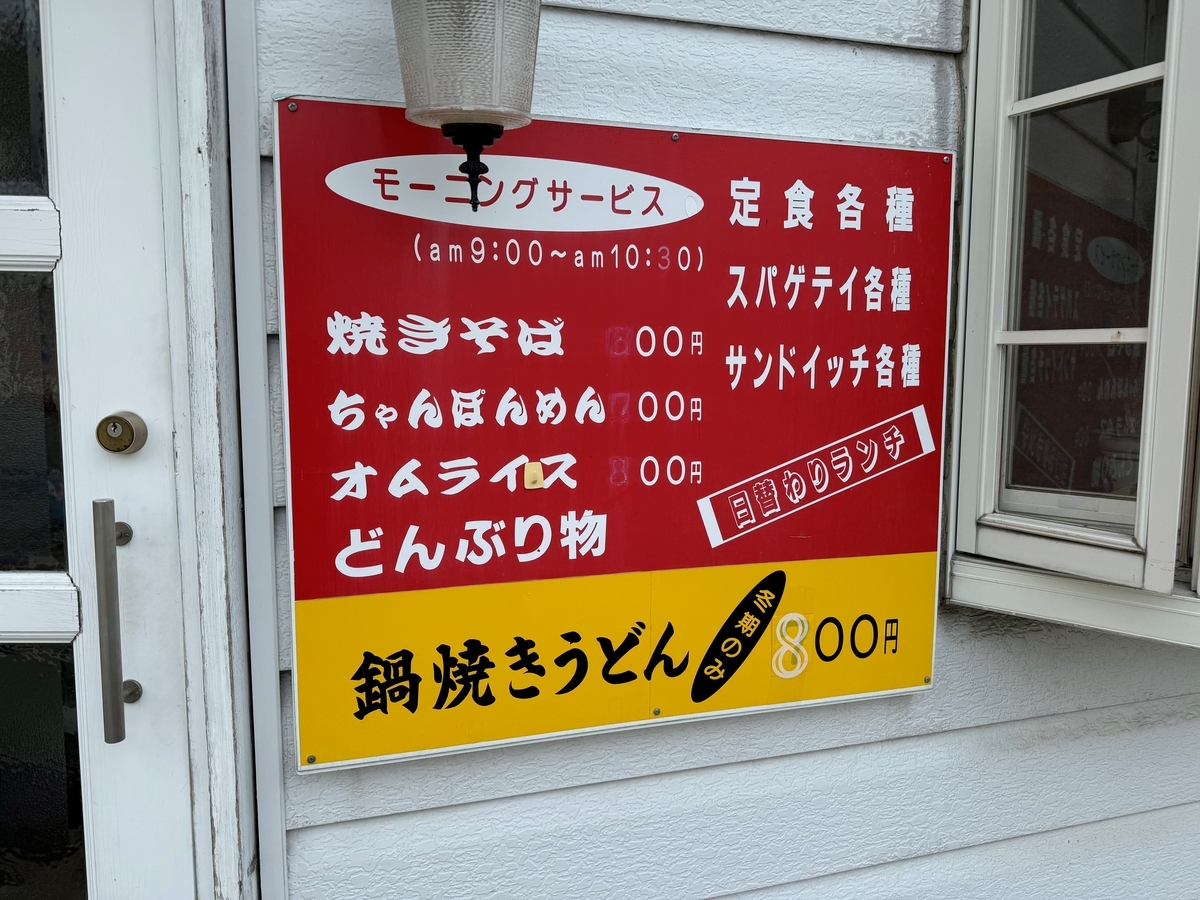 モーニングサービス
(am9:00～am10:30)
焼きそば 600円
ちゃんぽんめん 700円
オムライス 800円
どんぶり物
定食各種
スパゲテイ各種
サンドイッチ各種
日替わりランチ
鍋焼きうどん 冬期のみ 800円